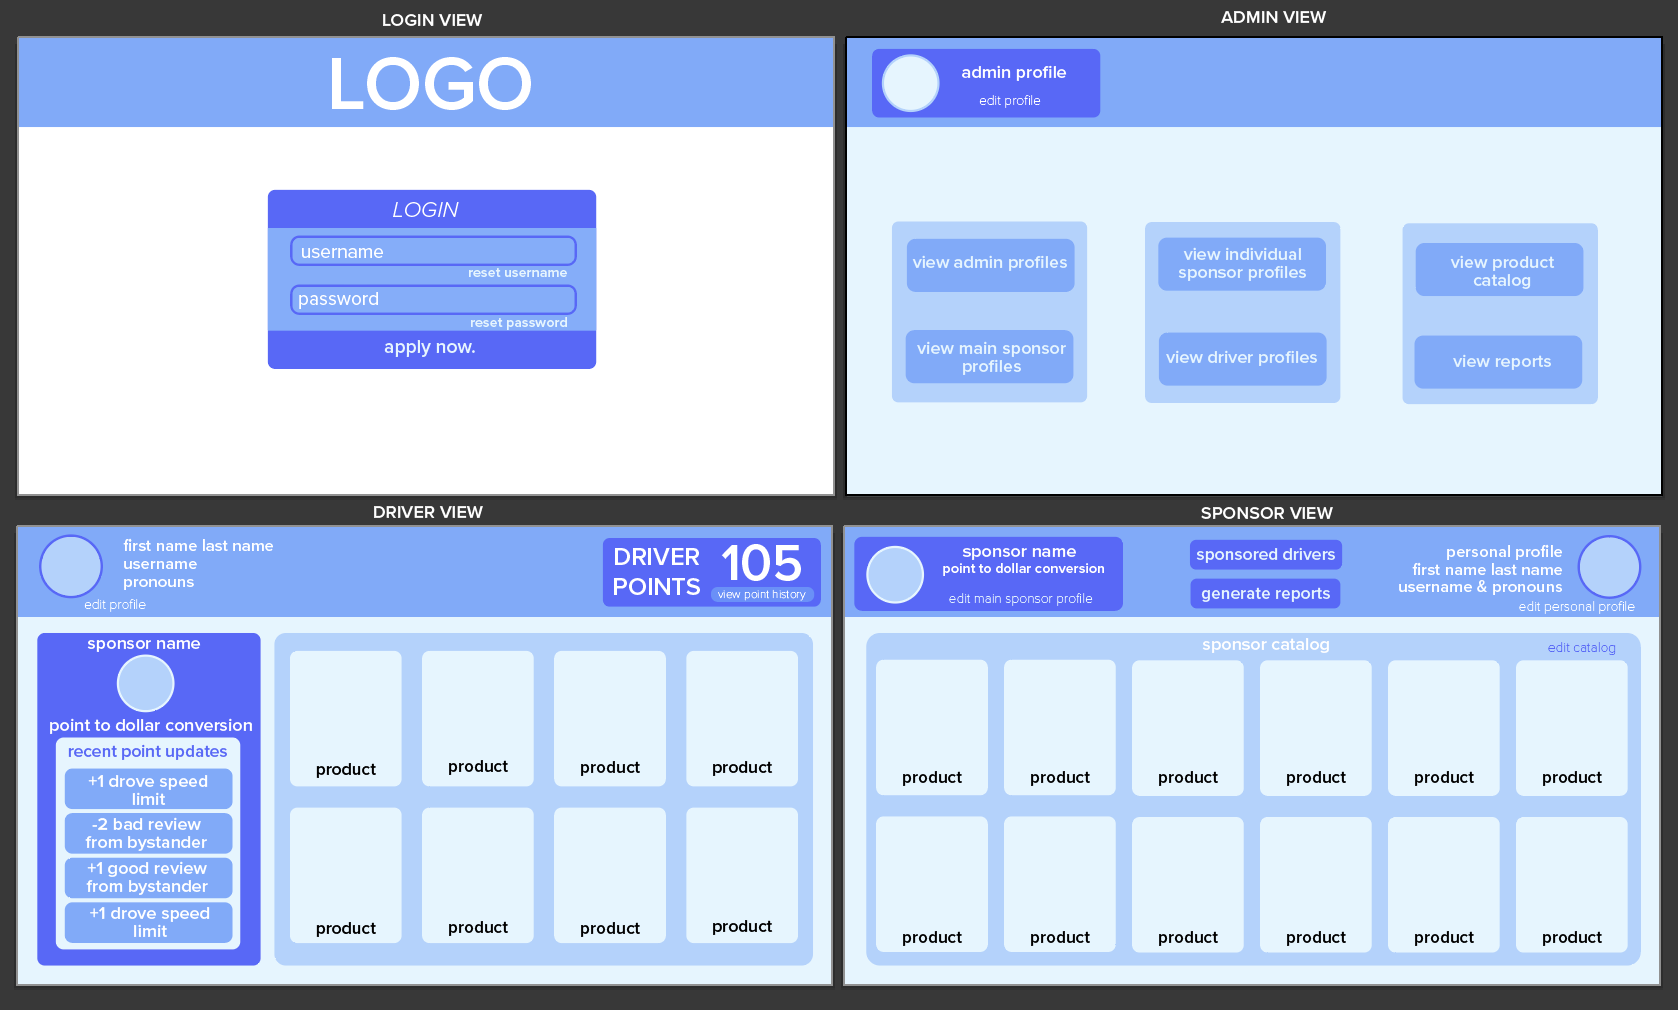 LOGIN VIEW
LOGO
LOGIN
username
reset username
password
reset password
apply now.
ADMIN VIEW
admin profile
edit profile
view admin profiles
view main sponsor
profiles
view individual
sponsor profiles
view driver profiles
view product
catalog
view reports
DRIVER VIEW
first name last name
username
pronouns
edit profile
DRIVER
POINTS
105
view point history
sponsor name
point to dollar conversion
recent point updates
+1 drove speed
limit
-2 bad review
from bystander
+1 good review
from bystander
+1 drove speed
limit
product
product
product
product
product
product
product
product
SPONSOR VIEW
sponsor name
point to dollar conversion
edit main sponsor profile
sponsored drivers
generate reports
personal profile
first name last name
username & pronouns
edit personal profile
sponsor catalog
edit catalog
product
product
product
product
product
product
product
product
product
product
product
product